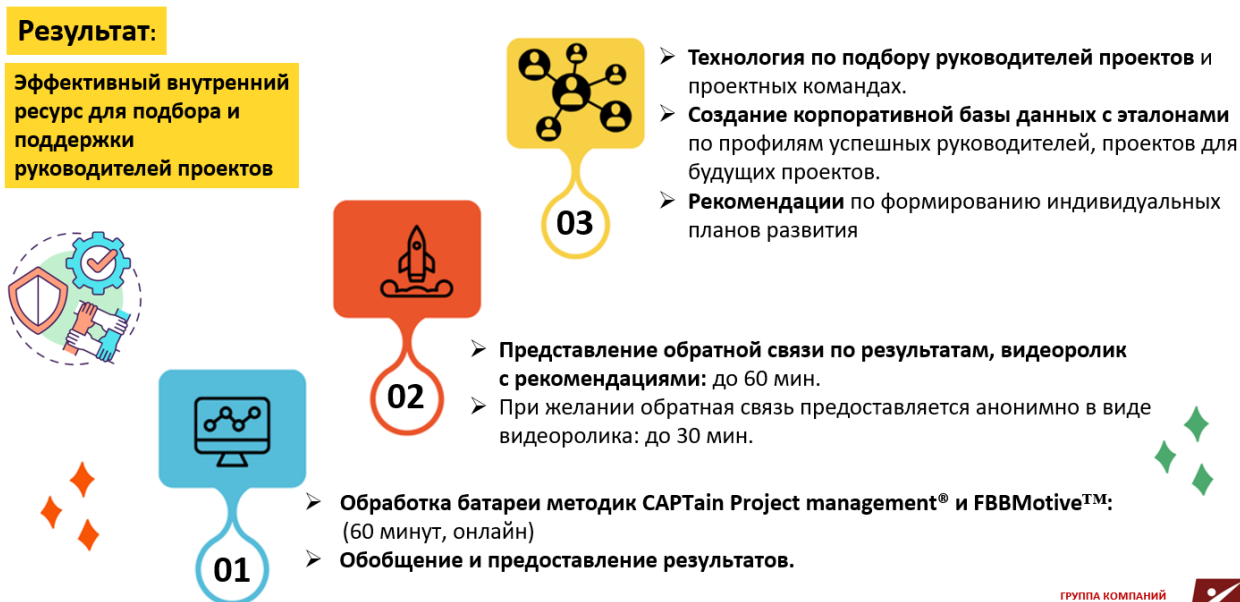 Результат:
Эффективный внутренний
ресурс для подбора и
поддержки
руководителей проектов
03
➢ Технология по подбору руководителей проектов и
проектных командах.
➢ Создание корпоративной базы данных с эталонами
по профилям успешных руководителей, проектов для
будущих проектов.
➢ Рекомендации по формированию индивидуальных
планов развития
02
➢ Представление обратной связи по результатам, видеоролик
с рекомендациями: до 60 мин.
➢ При желании обратная связь предоставляется анонимно в виде
видеоролика: до 30 мин.
01
➢ Обработка батареи методик CAPTain Project management® и FBBMotive™:
(60 минут, онлайн)
➢ Обобщение и предоставление результатов.
ГРУППА КОМПАНИЙ